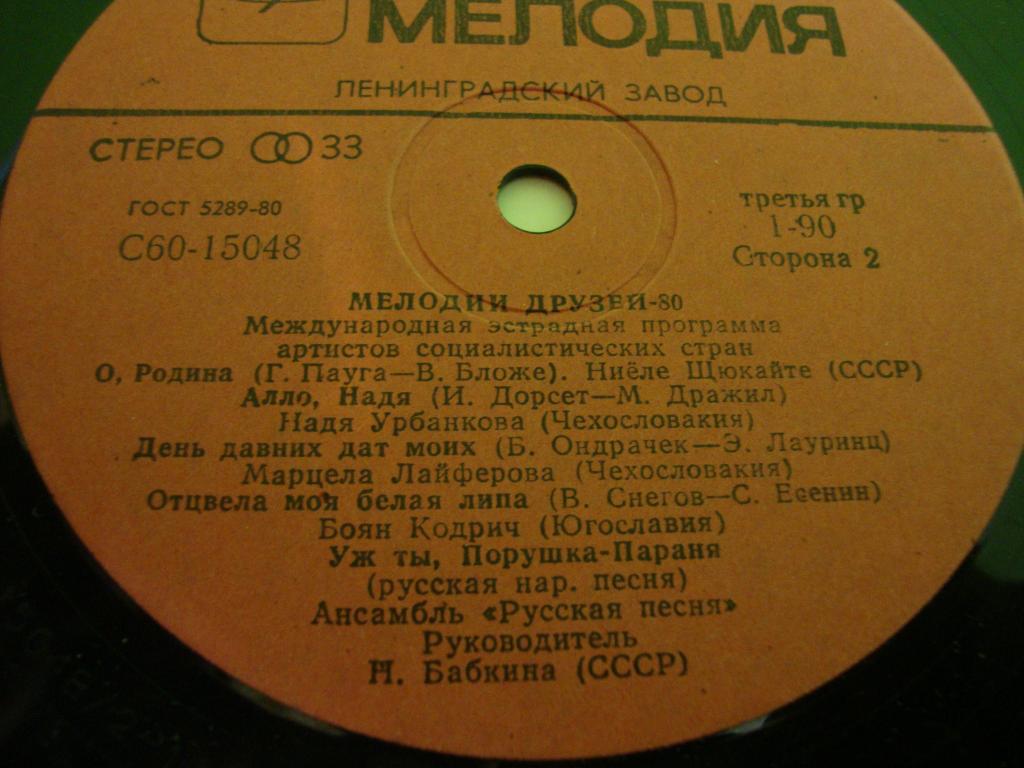 МЕЛОДИЯ
ЛЕНИНГРАДСКИЙ ЗАВОД
СТЕРЕО 33
ГОСТ 5289-80
С60-15048
третья гр
1-90
Сторона 2
МЕЛОДИИ ДРУЗЕЙ-80
Международная эстрадная программа
артистов социалистических стран
О, Родина (Г. Пауга—В. Бложе). Ниёле Щюкайте (СССР)
Алло, Надя (И. Дорсет—М. Дражил)
Надя Урбанкова (Чехословакия)
День давних дат моих (Б. Ондрачек—Э. Лауринц)
Марцела Лайферова (Чехословакия)
Отцвела моя белая липа (В. Снегов—С. Есенин)
Боян Кодрич (Югославия)
Уж ты, Порушка-Параня
(русская нар. песня)
Ансамбль «Русская песня»
Руководитель
Н. Бабкина (СССР)